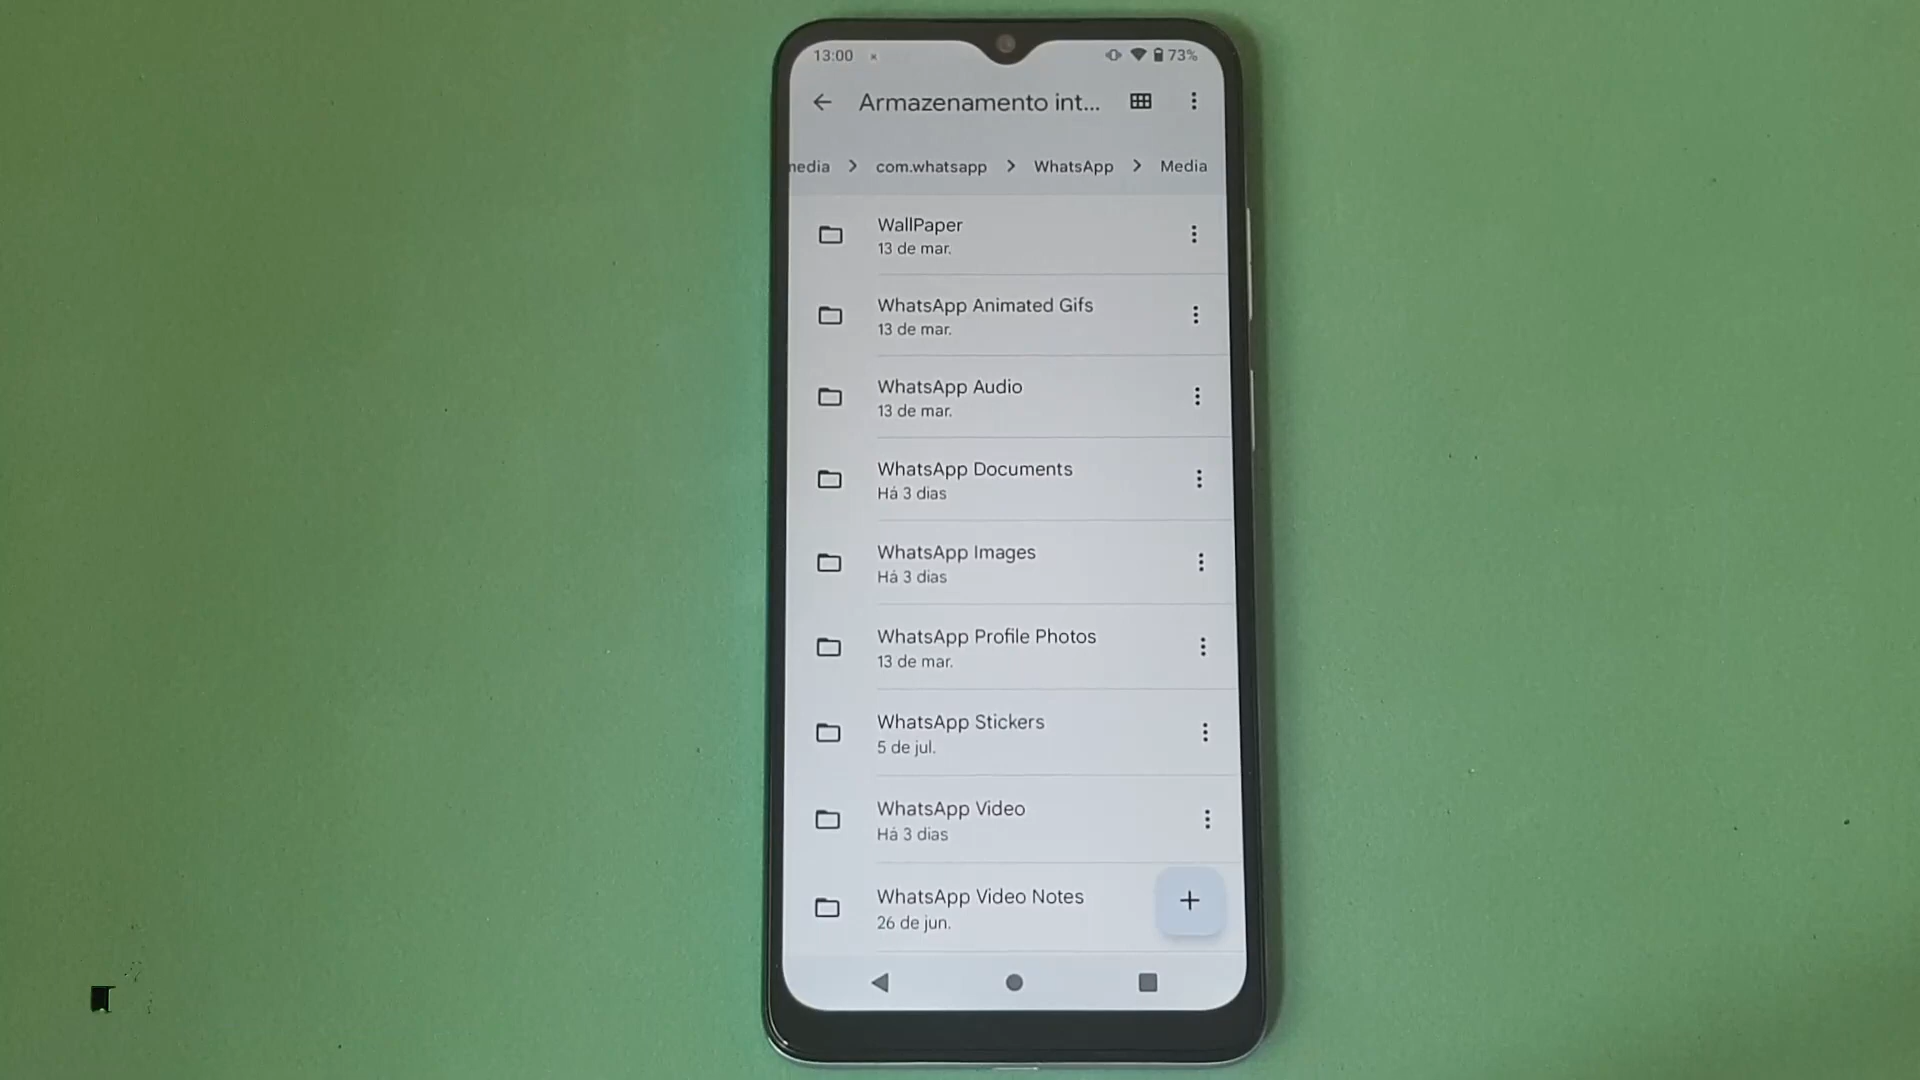 13:00
73%
Armazenamento int...
media > com.whatsapp > WhatsApp > Media
WallPaper
13 de mar.
WhatsApp Animated Gifs
13 de mar.
WhatsApp Audio
13 de mar.
WhatsApp Documents
Há 3 dias
WhatsApp Images
Há 3 dias
WhatsApp Profile Photos
13 de mar.
WhatsApp Stickers
5 de jul.
WhatsApp Video
Há 3 dias
WhatsApp Video Notes
26 de jun.